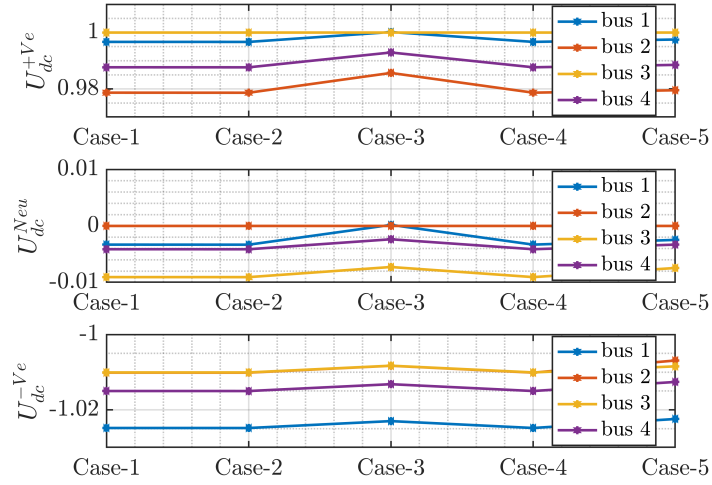 U_{dc}^{+Ve}
1
0.98
bus 1
bus 2
bus 3
bus 4
Case-1 Case-2 Case-3 Case-4 Case-5
U_{dc}^{Neu}
0.01
0
-0.01
bus 1
bus 2
bus 3
bus 4
Case-1 Case-2 Case-3 Case-4 Case-5
U_{dc}^{-Ve}
-1
-1.02
bus 1
bus 2
bus 3
bus 4
Case-1 Case-2 Case-3 Case-4 Case-5